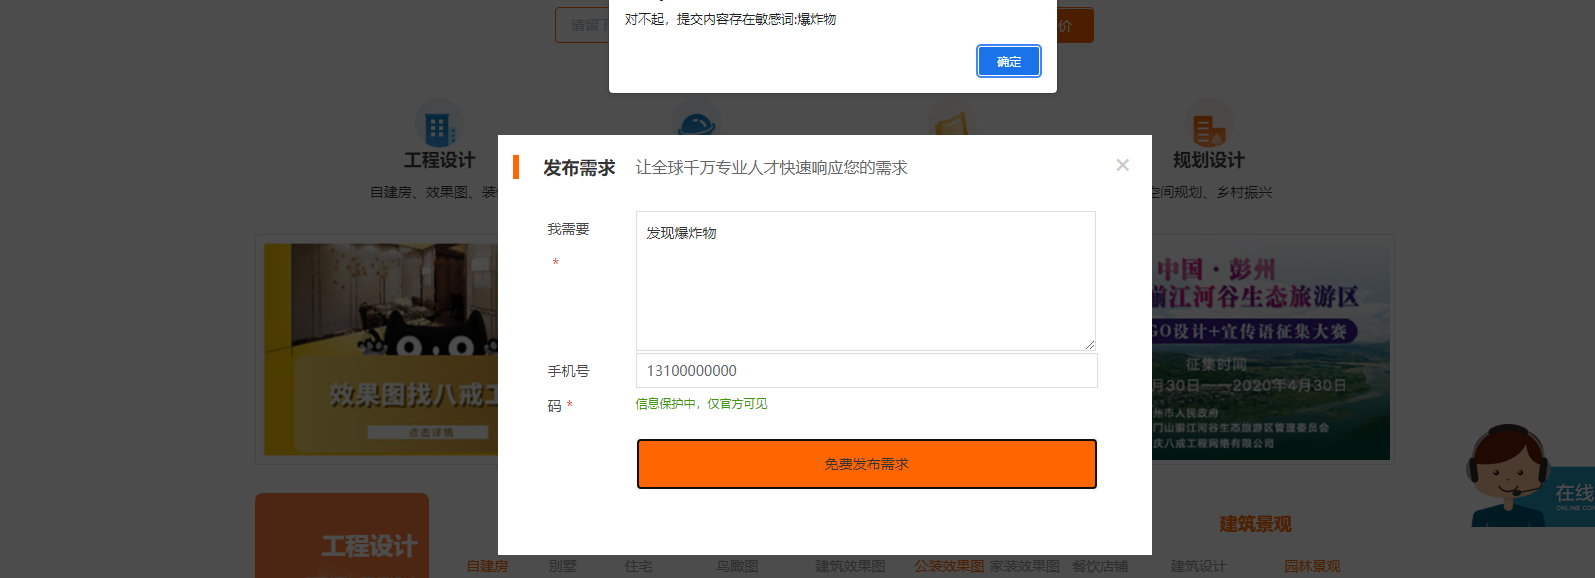 对不起，提交内容存在敏感词:爆炸物
确定
请留下
价
工程设计
规划设计
自建房、效果图、装修
空间规划、乡村振兴
发布需求 让全球千万专业人才快速响应您的需求 ×
我需要
*
发现爆炸物
手机号
码 *
13100000000
信息保护中，仅官方可见
免费发布需求
效果图找八戒工
点击详情
中国·彭州
湔江河谷生态旅游区
GO设计+宣传语征集大赛
征集时间
月30日——2020年4月30日
州市人民政府
门山湔江河谷生态旅游区管理委员会
庆八戒工程网络有限公司
在线
ONLINE CON
工程设计
建筑景观
自建房 别墅 住宅 鸟瞰图 建筑效果图 公装效果图 家装效果图 餐饮店铺 建筑设计 园林景观